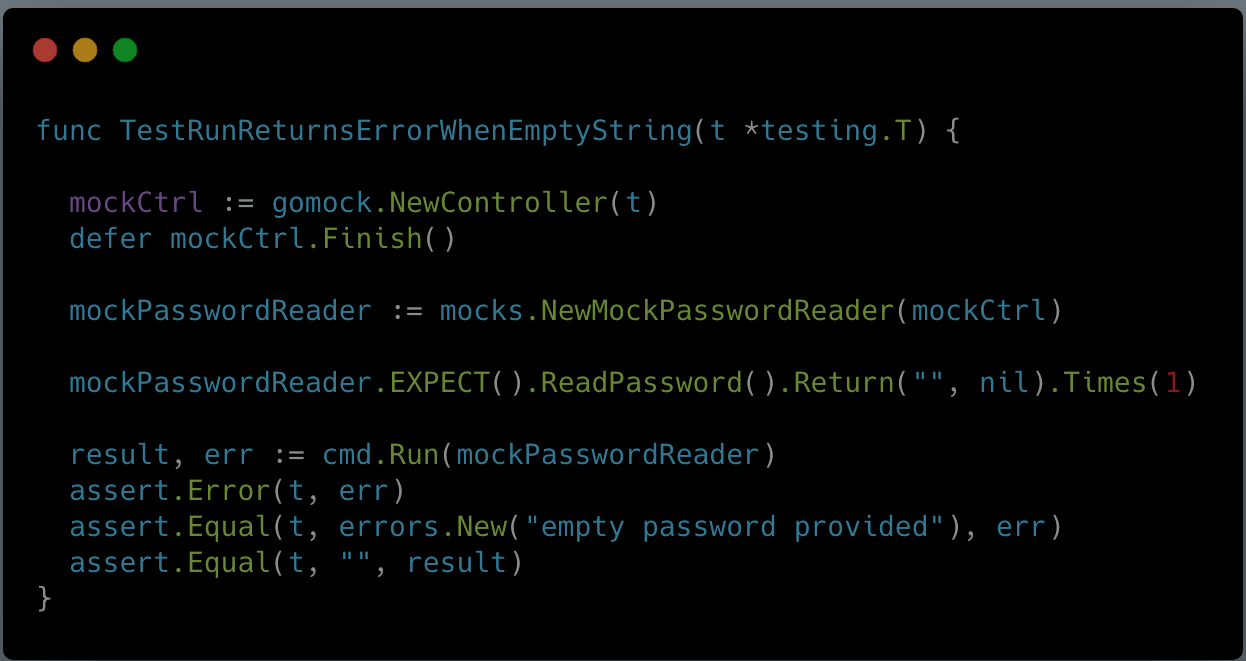 func TestRunReturnsErrorWhenEmptyString(t *testing.T) {
mockCtrl := gomock.NewController(t)
defer mockCtrl.Finish()
mockPasswordReader := mocks.NewMockPasswordReader(mockCtrl)
mockPasswordReader.EXPECT().ReadPassword().Return("", nil).Times(1)
result, err := cmd.Run(mockPasswordReader)
assert.Error(t, err)
assert.Equal(t, errors.New("empty password provided"), err)
assert.Equal(t, "", result)
}